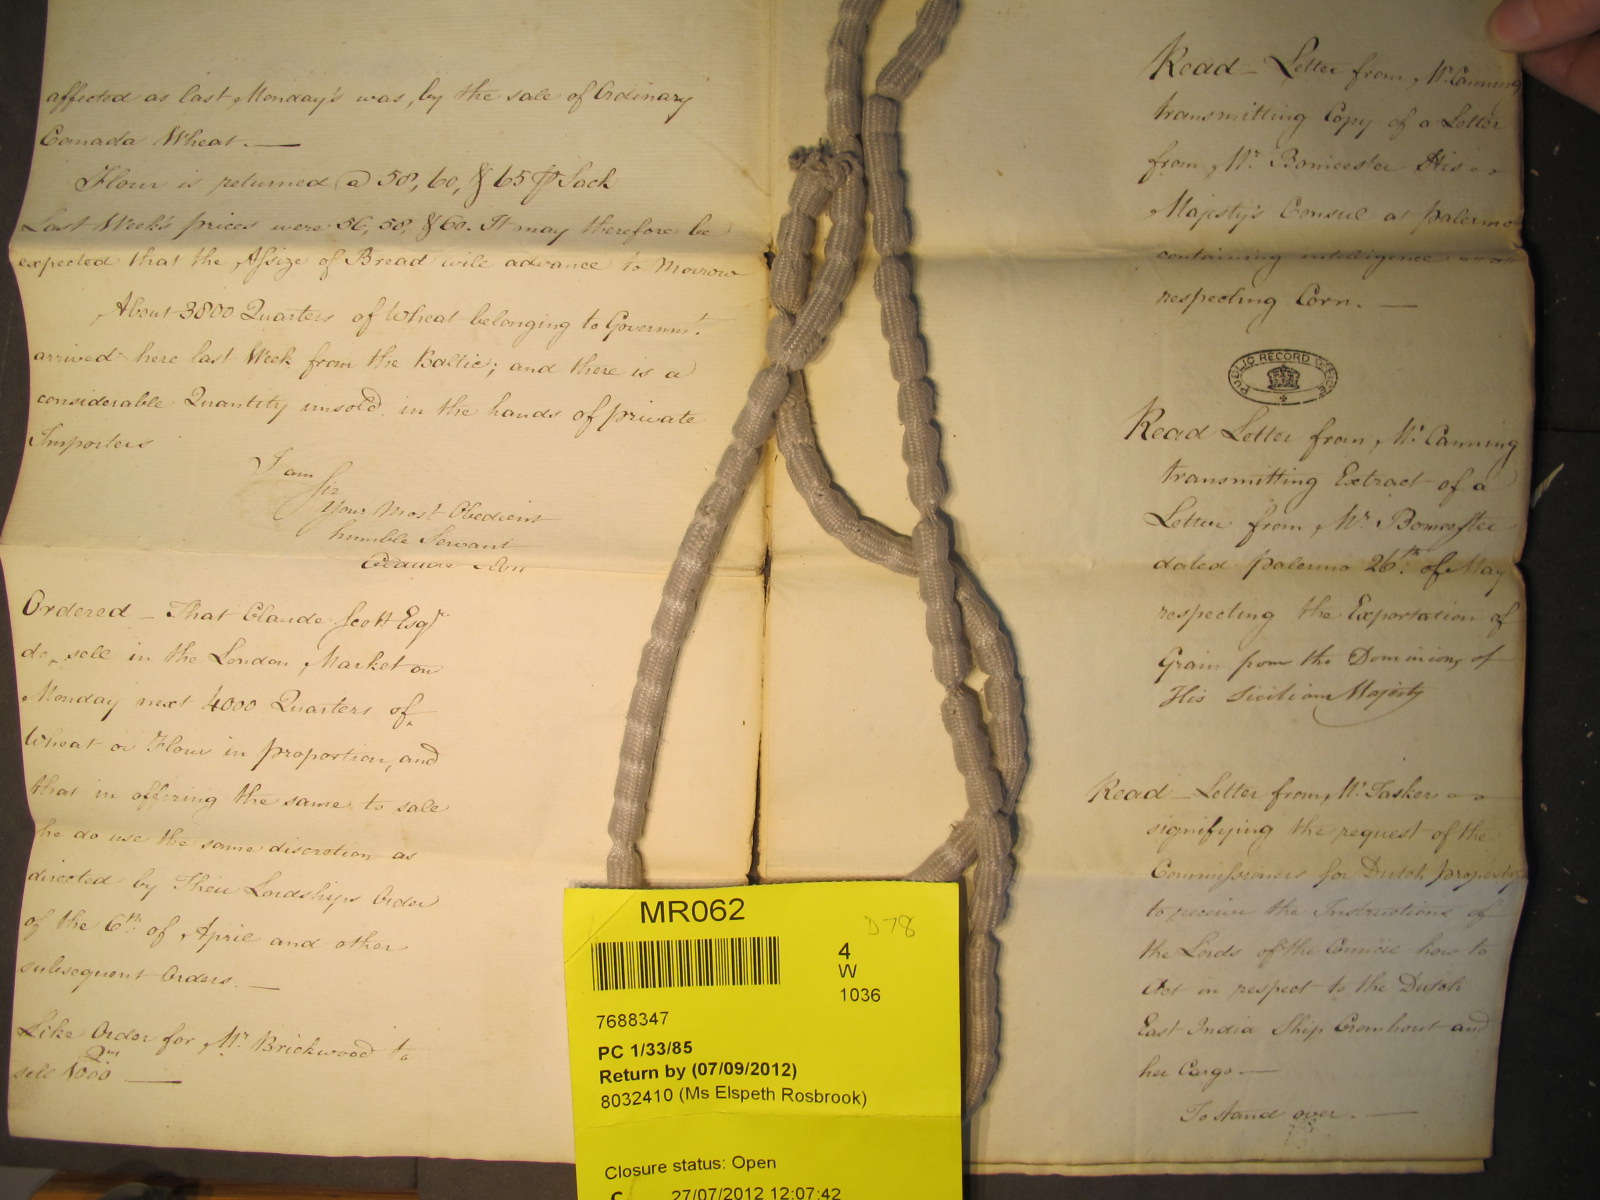 affected as last Monday's was, by the sale of Ordinary
Canada Wheat. —
Flour is returned @ 58, 60, & 65 ⅌ Sack
Last Week's prices were 56, 58, & 60. It may therefore be
expected that the Assize of Bread will advance to Morrow
About 3800 Quarters of Wheat belonging to Governmt.
arrived here last Week from the Baltic; and there is a
considerable Quantity unsold in the hands of private
Importers
I am
Sir
Your Most Obedient
humble Servant
Ordered — That Claude Scott Esqr
do sell in the London Market on
Monday next 4000 Quarters of
Wheat or Flour in proportion, and
that in offering the same to sale
he do use the same discretion as
directed by Their Lordships Order
of the 6th of April and other
subsequent Orders. —
Like Order for Mr Brickwood to
sell 1000 Qrs —
Read — Letter from Mr Canning
transmitting Copy of a Letter
from Mr His
Majesty's Consul at Palermo
containing intelligence
respecting Corn. —
PUBLIC RECORD OFFICE
Read Letter from Mr Canning
transmitting Extract of a
Letter from Mr
dated Palermo 26th of May
respecting the Exportation of
Grain from the Dominions of
His Sicilian Majesty
Read — Letter from Mr Tasker
signifying the request of the
Commissioners for Dutch property
to receive the Instructions of
the Lords of the Council how to
Act in respect to the Dutch
East India Ship Cromhout and
her Cargo —
To stand over. —
MR062
D78
4
W
1036
7688347
PC 1/33/85
Return by (07/09/2012)
8032410 (Ms Elspeth Rosbrook)
Closure status: Open
C 27/07/2012 12:07:42